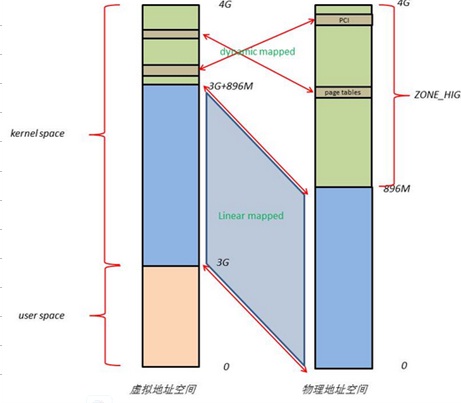 4G
4G
PCI
dynamic mapped
3G+896M
page tables
ZONE_HIG
kernel space
896M
Linear mapped
3G
user space
0
0
虚拟地址空间
物理地址空间